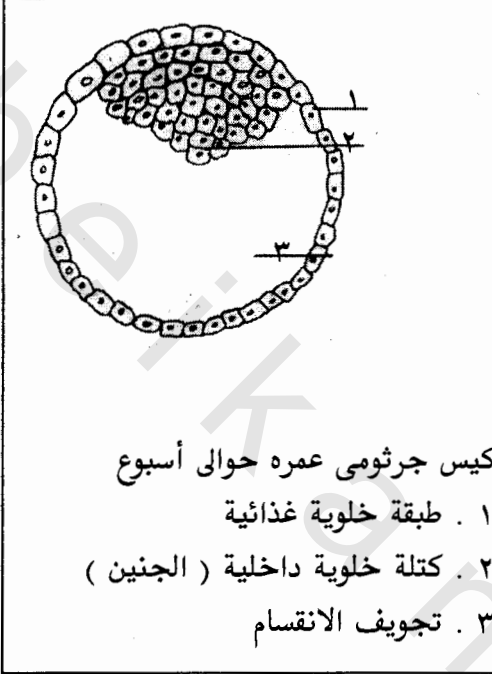 ١
٢
٣
كيس جرثومى عمره حوالى أسبوع
١ . طبقة خلوية غذائية
٢ . كتلة خلوية داخلية ( الجنين )
٣ . تجويف الانقسام